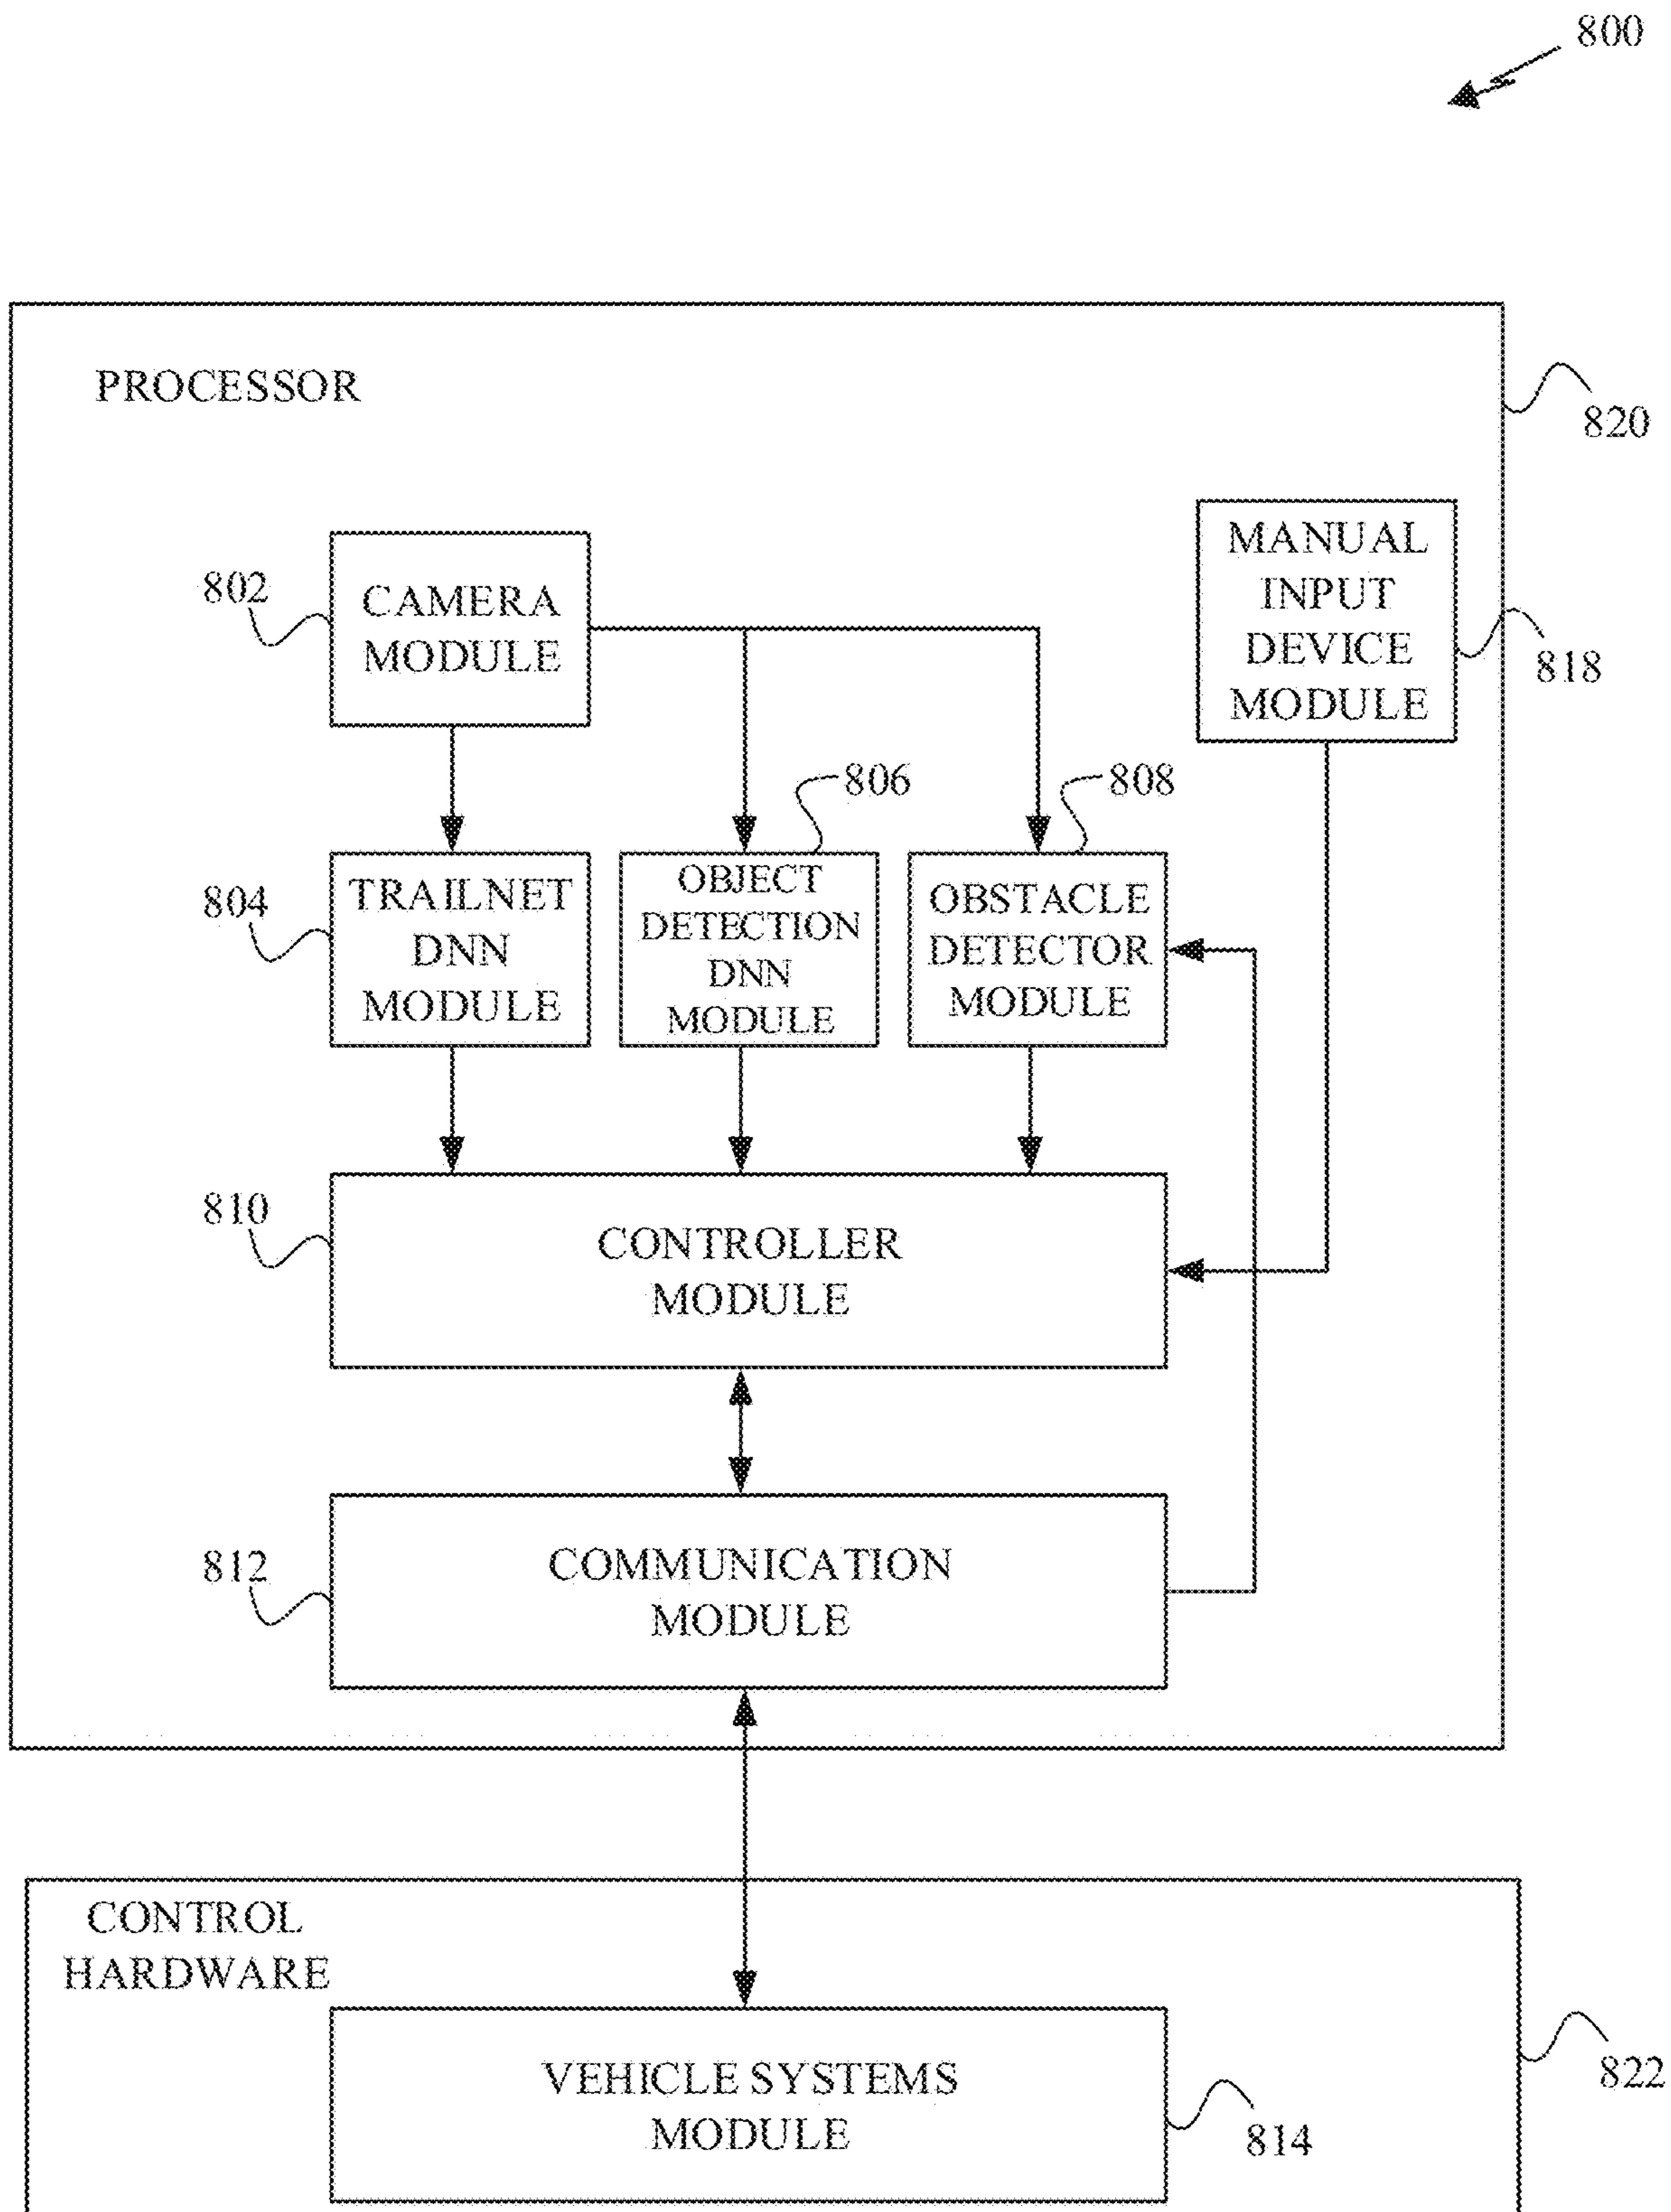 800
PROCESSOR
820
MANUAL
INPUT
DEVICE
MODULE
818
802
CAMERA
MODULE
806
808
804
TRAILNET
DNN
MODULE
OBJECT
DETECTION
DNN
MODULE
OBSTACLE
DETECTOR
MODULE
810
CONTROLLER
MODULE
812
COMMUNICATION
MODULE
CONTROL
HARDWARE
822
VEHICLE SYSTEMS
MODULE
814